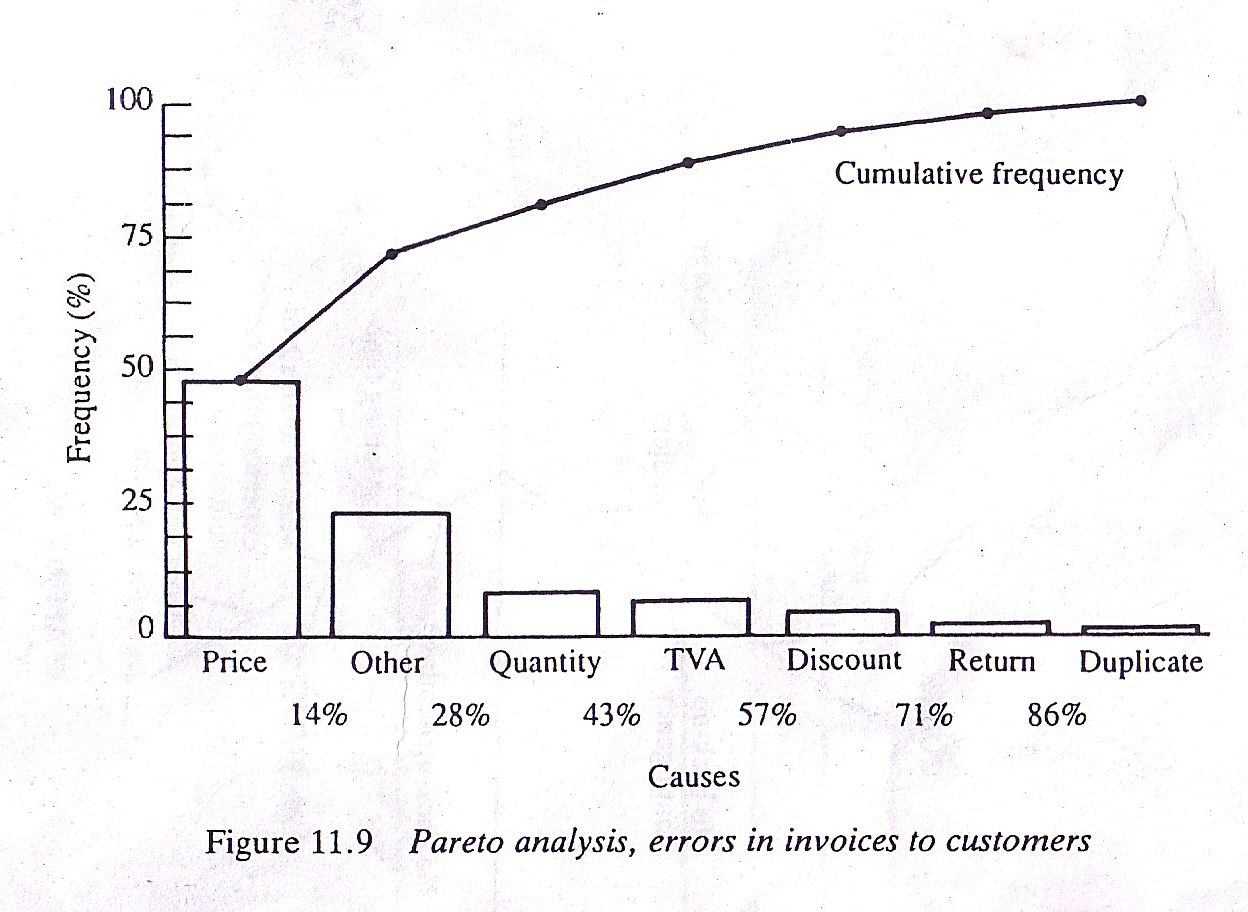 100
75
50
25
0
Frequency (%)
Cumulative frequency
Price Other Quantity TVA Discount Return Duplicate
14% 28% 43% 57% 71% 86%
Causes
Figure 11.9 Pareto analysis, errors in invoices to customers